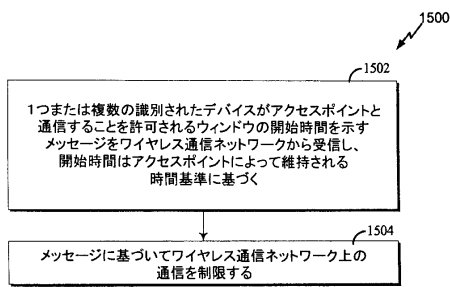 1500
1502
1つまたは複数の識別されたデバイスがアクセスポイントと
通信することを許可されるウィンドウの開始時間を示す
メッセージをワイヤレス通信ネットワークから受信し、
開始時間はアクセスポイントによって維持される
時間基準に基づく
1504
メッセージに基づいてワイヤレス通信ネットワーク上の
通信を制限する